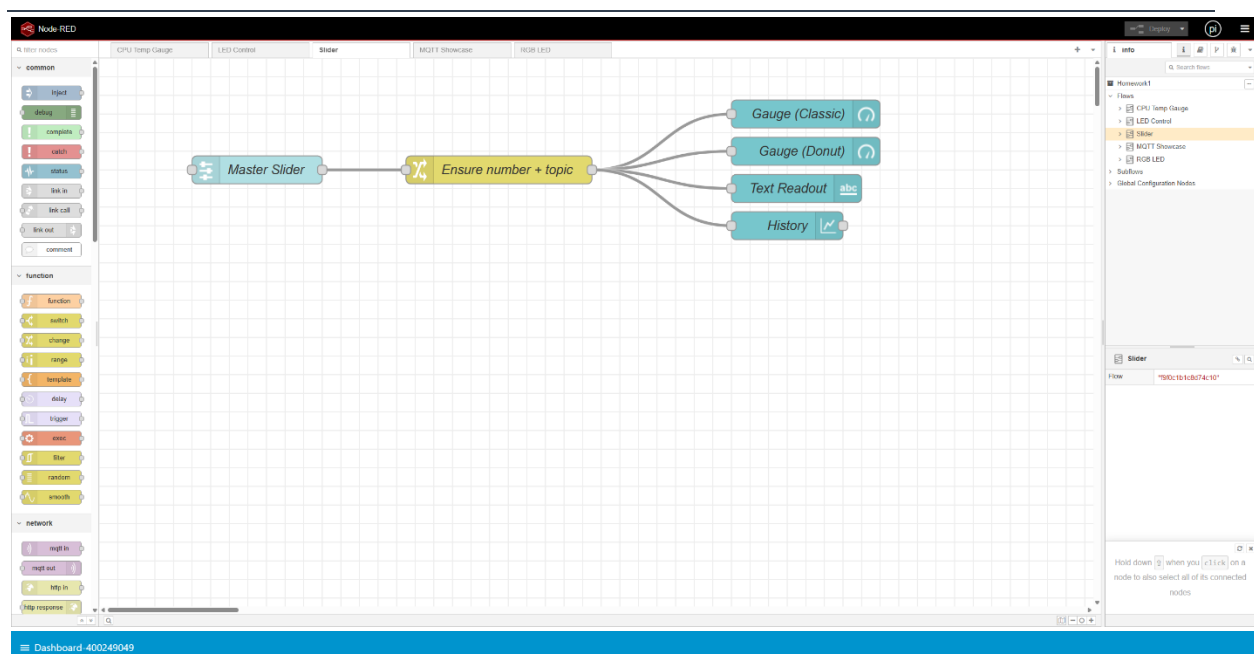 Node-RED
Deploy
pi
filter nodes
CPU Temp Gauge
LED Control
Slider
MQTT Showcase
RGB LED
i info
i
common
inject
debug
complete
catch
status
link in
link call
link out
comment
function
function
switch
change
range
template
delay
trigger
exec
filter
random
smooth
network
mqtt in
mqtt out
http in
http response
Master Slider
Ensure number + topic
Gauge (Classic)
Gauge (Donut)
Text Readout abc
History
Search flows
Homework1
Flows
CPU Temp Gauge
LED Control
Slider
MQTT Showcase
RGB LED
Subflows
Global Configuration Nodes
Slider
Flow
Hold down when you click on a
node to also select all of its connected
nodes
Dashboard-400249049